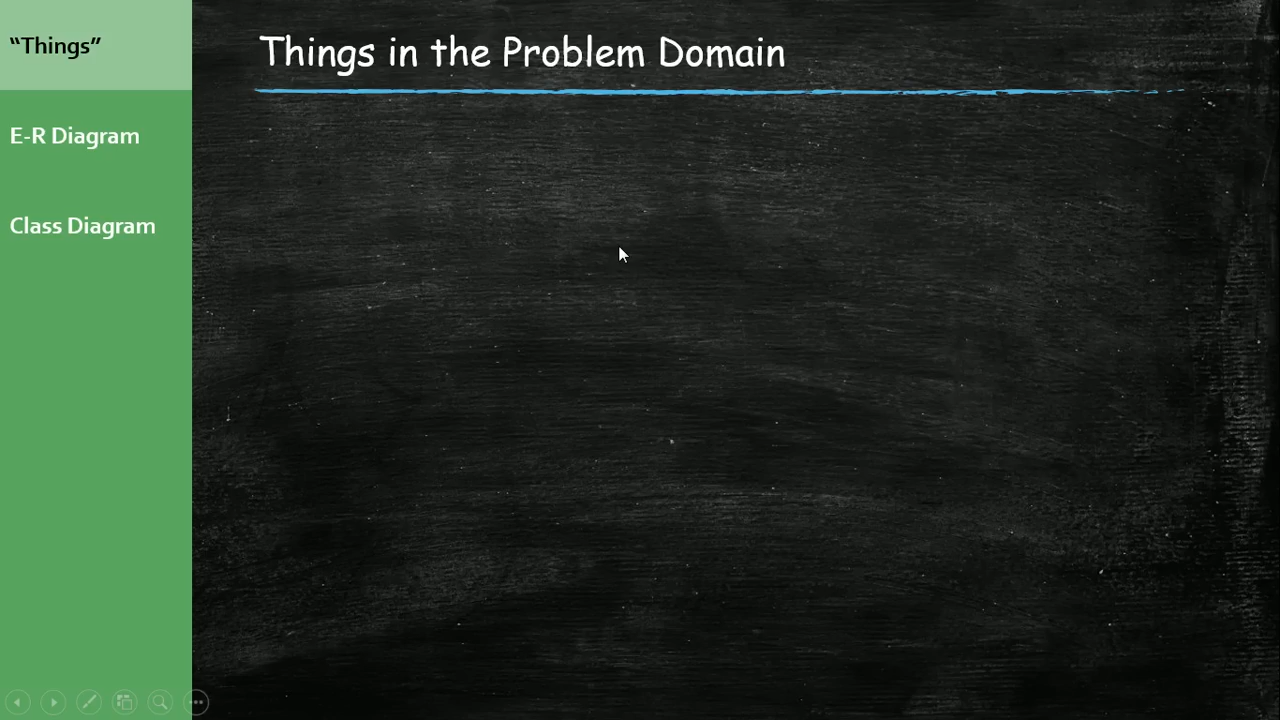 “Things”
Things in the Problem Domain
E-R Diagram
Class Diagram